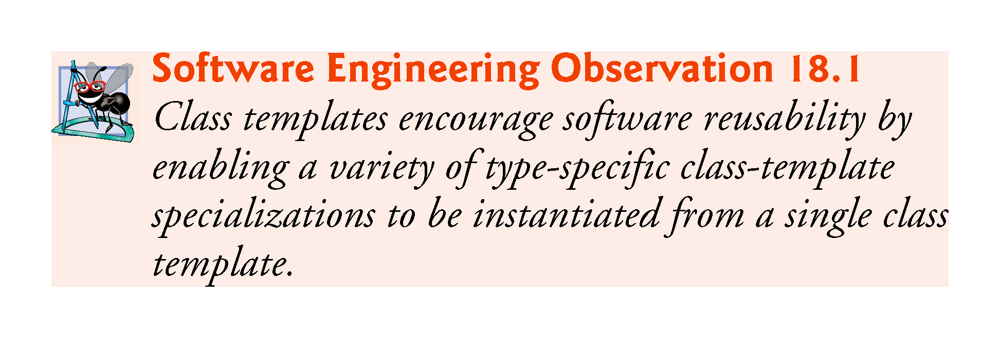 Software Engineering Observation 18.1
Class templates encourage software reusability by
enabling a variety of type-specific class-template
specializations to be instantiated from a single class
template.